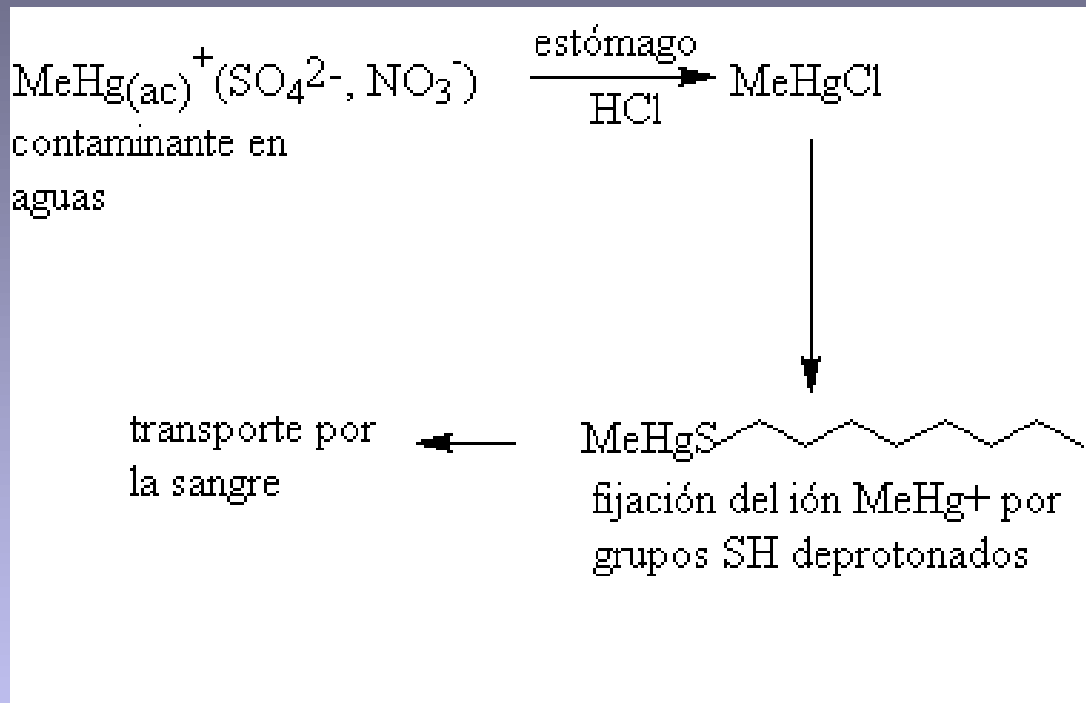 MeHg(ac)+(SO42-, NO3-)
contaminante en
aguas
estómago
HCl
MeHgCl
MeHgS
fijación del ión MeHg+ por
grupos SH deprotonados
transporte por
la sangre